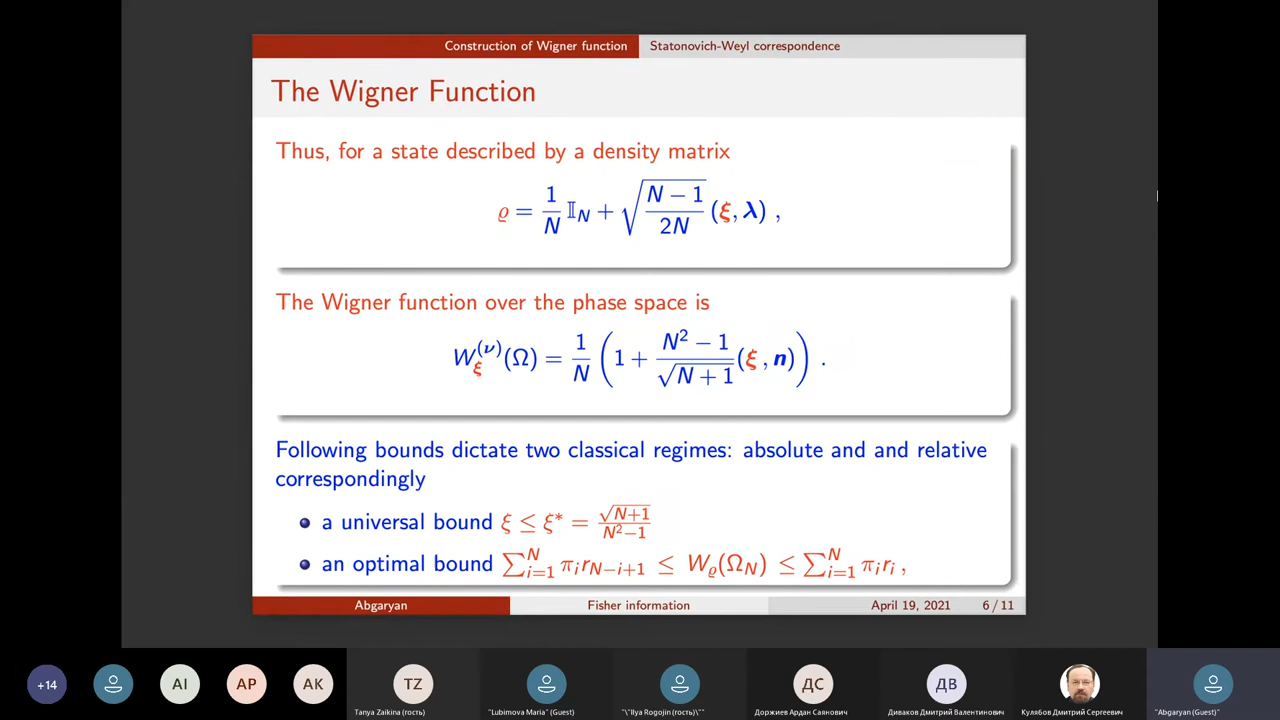 Construction of Wigner function Statonovich-Weyl correspondence
The Wigner Function
Thus, for a state described by a density matrix
ϱ = 1/N 𝕀_N + √((N − 1)/(2N)) (ξ, λ) ,
The Wigner function over the phase space is
W_ξ^(ν)(Ω) = 1/N (1 + (N² − 1)/√(N + 1) (ξ , n)) .
Following bounds dictate two classical regimes: absolute and and relative
correspondingly
a universal bound ξ ≤ ξ* = √(N+1)/(N²−1)
an optimal bound ∑_{i=1}^N π_i r_{N−i+1} ≤ W_ϱ(Ω_N) ≤ ∑_{i=1}^N π_i r_i ,
Abgaryan Fisher information April 19, 2021 6 / 11
+14 AI AP AK TZ ДС ДВ
Tanya Zaikina (гость) "Lubimova Maria" (Guest) "\"Ilya Rogojin (гость)\"" Доржиев Ардан Саянович Диваков Дмитрий Валентинович Кулябов Дмитрий Сергеевич "Abgaryan (Guest)"